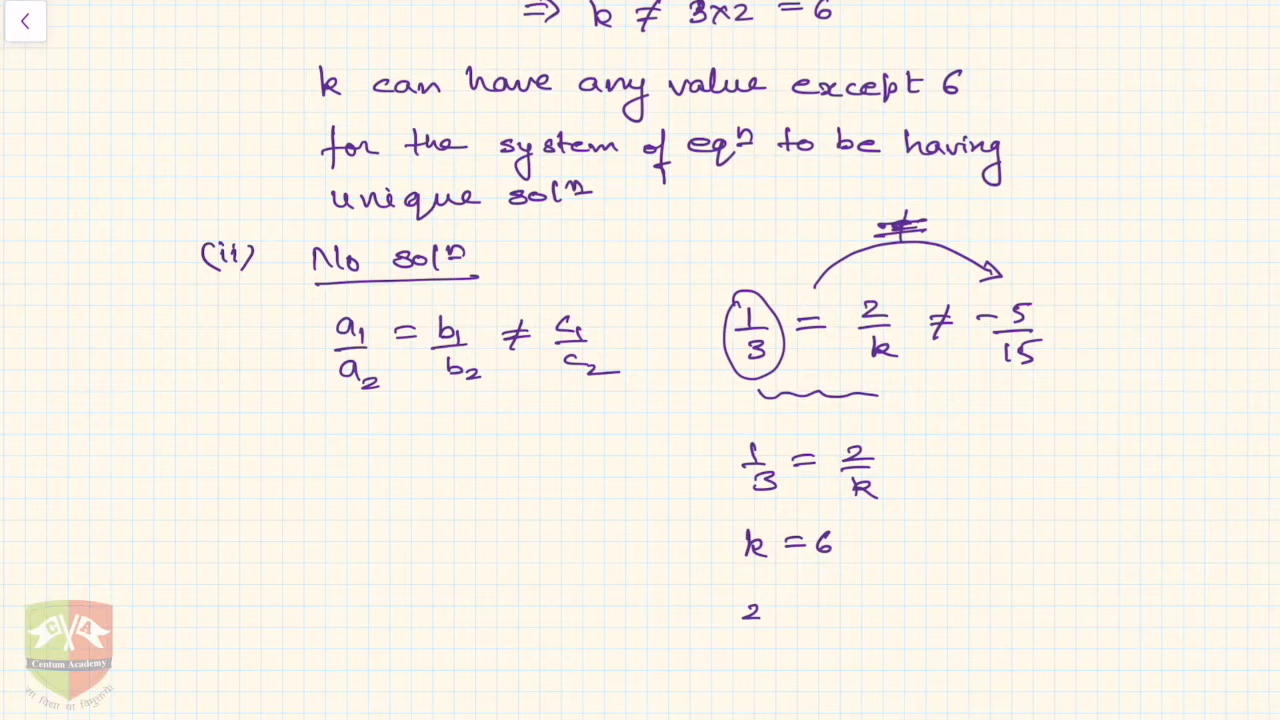 ⇒ k ≠ 3×2 = 6
k can have any value except 6
for the system of eqⁿ to be having
unique solⁿ
(ii) No solⁿ
≠
a₁/a₂ = b₁/b₂ ≠ c₁/c₂
1/3 = 2/k ≠ -5/15
1/3 = 2/k
k = 6
2
C A
Centum Academy